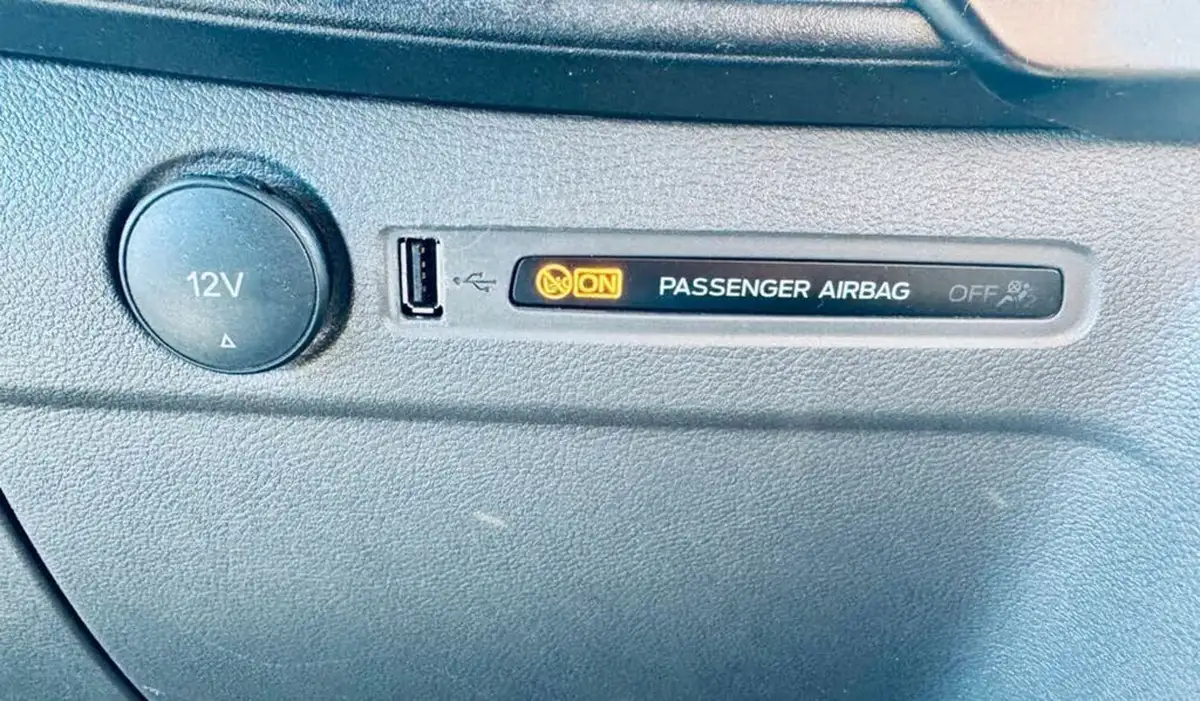 12V
ON PASSENGER AIRBAG OFF